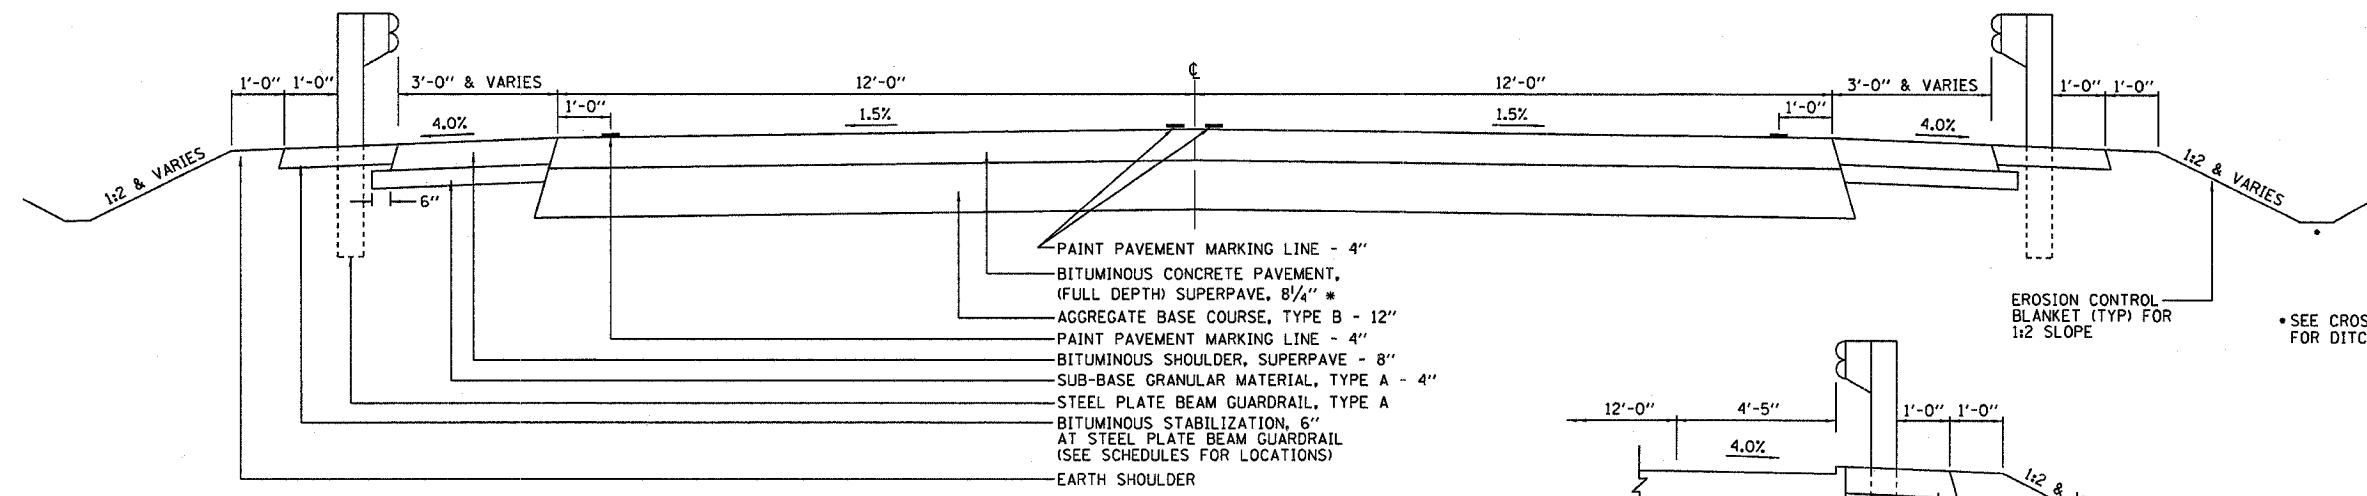 1'-0" 1'-0" 3'-0" & VARIES 12'-0" ℄ 12'-0" 3'-0" & VARIES 1'-0" 1'-0"
1'-0" 1'-0"
4.0% 1.5% 1.5% 4.0%
1:2 & VARIES 1:2 & VARIES
6"
PAINT PAVEMENT MARKING LINE - 4"
BITUMINOUS CONCRETE PAVEMENT,
(FULL DEPTH) SUPERPAVE, 8¼" *
AGGREGATE BASE COURSE, TYPE B - 12"
PAINT PAVEMENT MARKING LINE - 4"
BITUMINOUS SHOULDER, SUPERPAVE - 8"
SUB-BASE GRANULAR MATERIAL, TYPE A - 4"
STEEL PLATE BEAM GUARDRAIL, TYPE A
BITUMINOUS STABILIZATION, 6"
AT STEEL PLATE BEAM GUARDRAIL
(SEE SCHEDULES FOR LOCATIONS)
EARTH SHOULDER
EROSION CONTROL
BLANKET (TYP) FOR
1:2 SLOPE
•
• SEE CROS
FOR DITC
12'-0" 4'-5" 1'-0" 1'-0"
4.0%
1:2 &